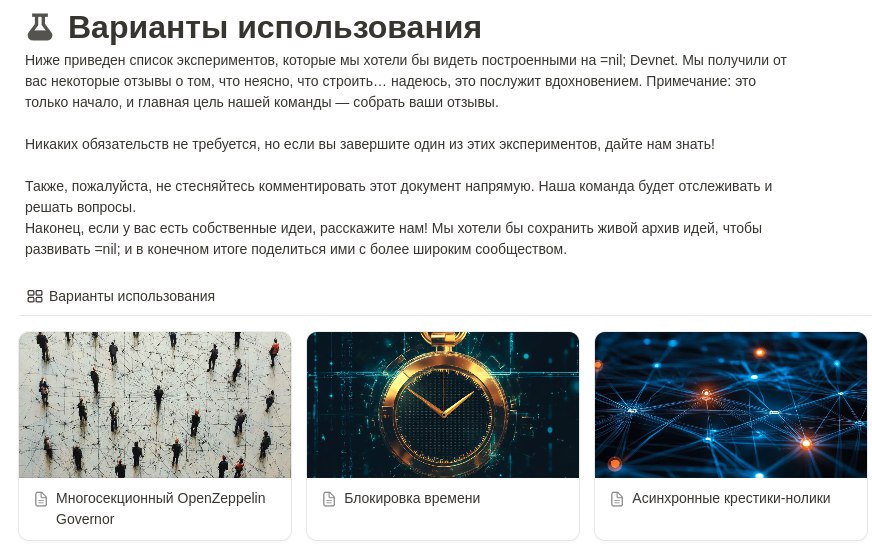 Варианты использования
Ниже приведен список экспериментов, которые мы хотели бы видеть построенными на =nil; Devnet. Мы получили от
вас некоторые отзывы о том, что неясно, что строить… надеюсь, это послужит вдохновением. Примечание: это
только начало, и главная цель нашей команды — собрать ваши отзывы.
Никаких обязательств не требуется, но если вы завершите один из этих экспериментов, дайте нам знать!
Также, пожалуйста, не стесняйтесь комментировать этот документ напрямую. Наша команда будет отслеживать и
решать вопросы.
Наконец, если у вас есть собственные идеи, расскажите нам! Мы хотели бы сохранить живой архив идей, чтобы
развивать =nil; и в конечном итоге поделиться ими с более широким сообществом.
Варианты использования
Многосекционный OpenZeppelin
Governor
Блокировка времени
Асинхронные крестики-нолики